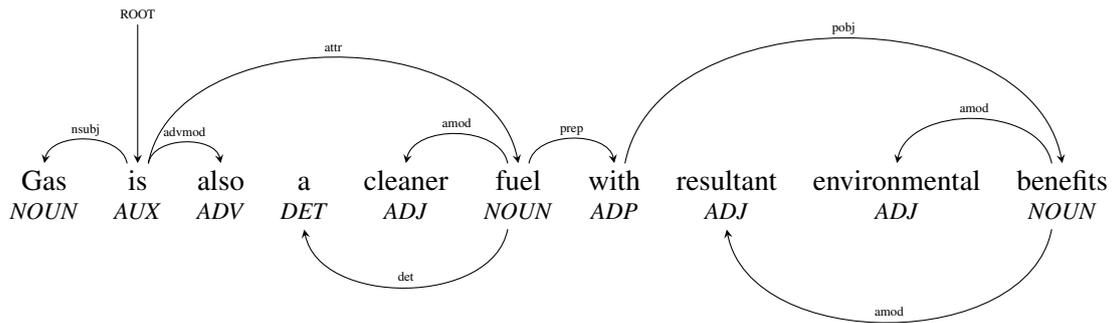 ROOT
attr
pobj
nsubj advmod amod prep amod
Gas is also a cleaner fuel with resultant environmental benefits
NOUN AUX ADV DET ADJ NOUN ADP ADJ ADJ NOUN
det
amod